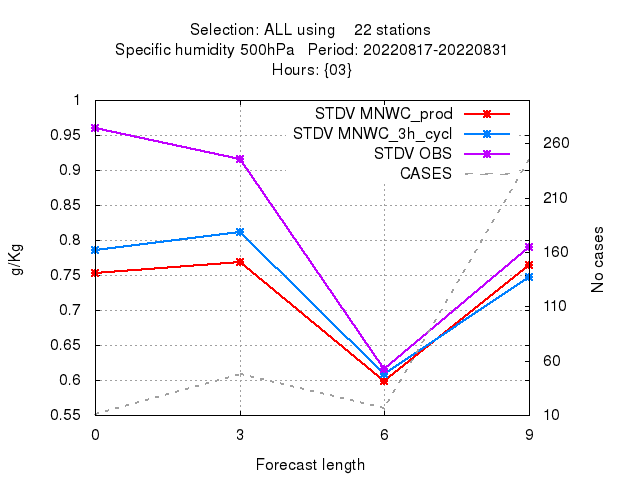 Selection: ALL using    22 stations
Specific humidity 500hPa   Period: 20220817-20220831
Hours: {03}
STDV MNWC_prod
STDV MNWC_3h_cycl
STDV OBS
CASES
1
0.95
0.9
0.85
0.8
0.75
0.7
0.65
0.6
0.55
g/Kg
260
210
160
110
60
10
No cases
0 3 6 9
Forecast length